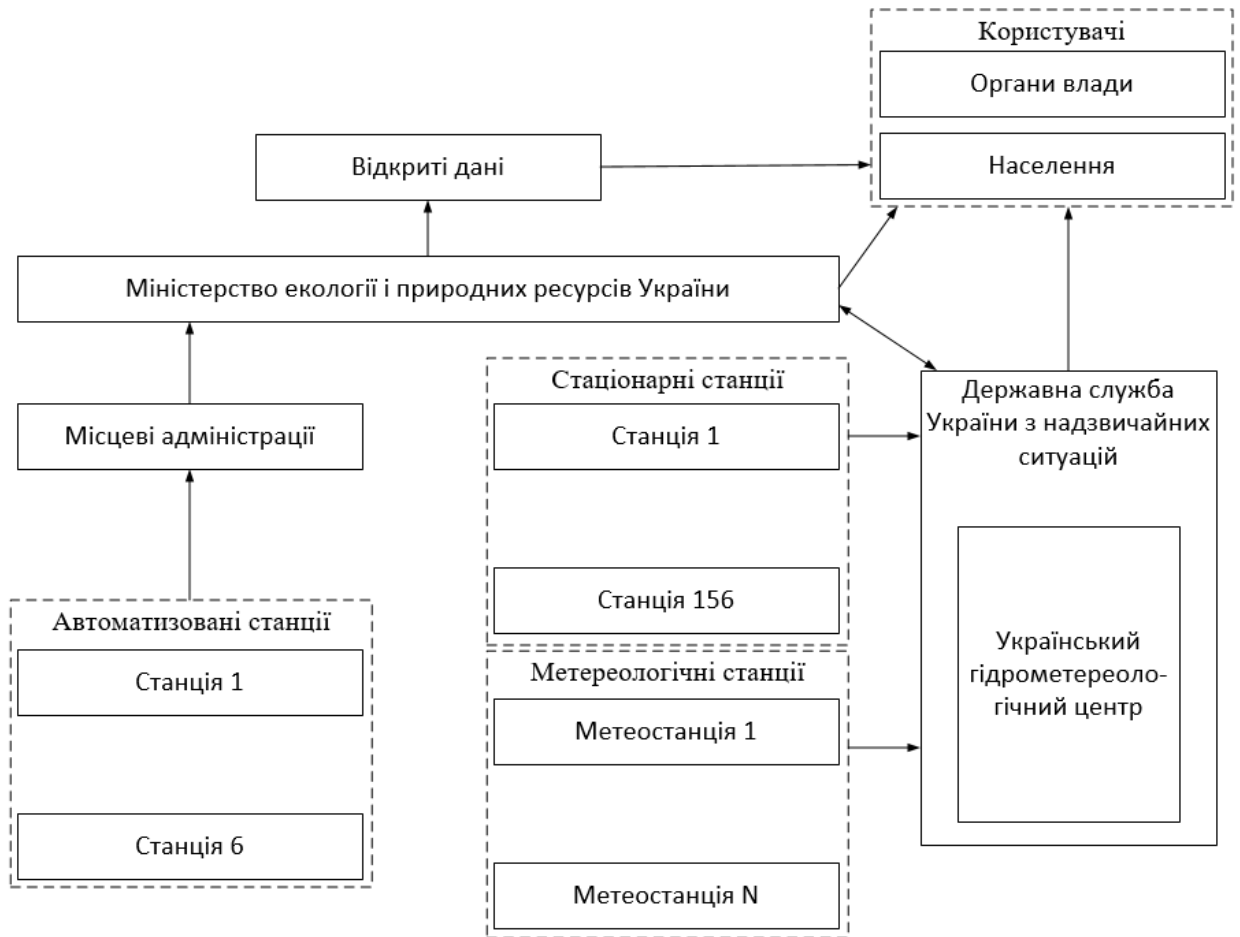 Користувачі
Органи влади
Населення
Відкриті дані
Міністерство екології і природних ресурсів України
Місцеві адміністрації
Автоматизовані станції
Станція 1
Станція 6
Стаціонарні станції
Станція 1
Станція 156
Метереологічні станції
Метеостанція 1
Метеостанція N
Державна служба
України з надзвичайних
ситуацій
Український
гідрометереоло-
гічний центр